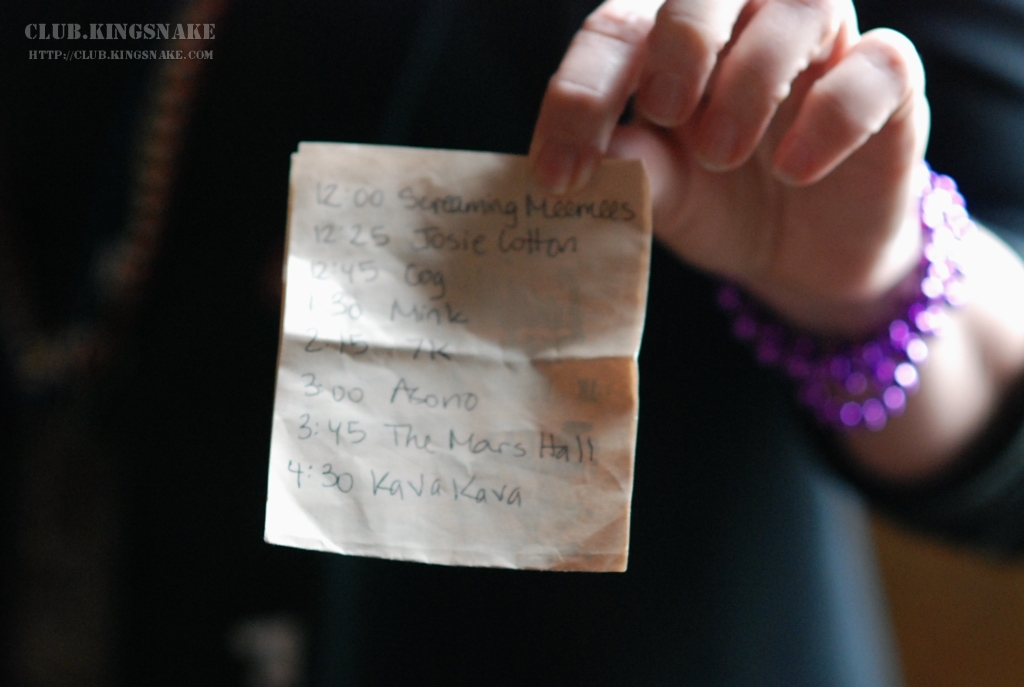 CLUB.KINGSNAKE
HTTP://CLUB.KINGSNAKE.COM
12:00 Screaming Meemees
12:25 Josie Cotton
12:45 Cog
1:30 Mink
2:15 7K
3:00 Asono
3:45 The Mars Hall
4:30 Kava Kava